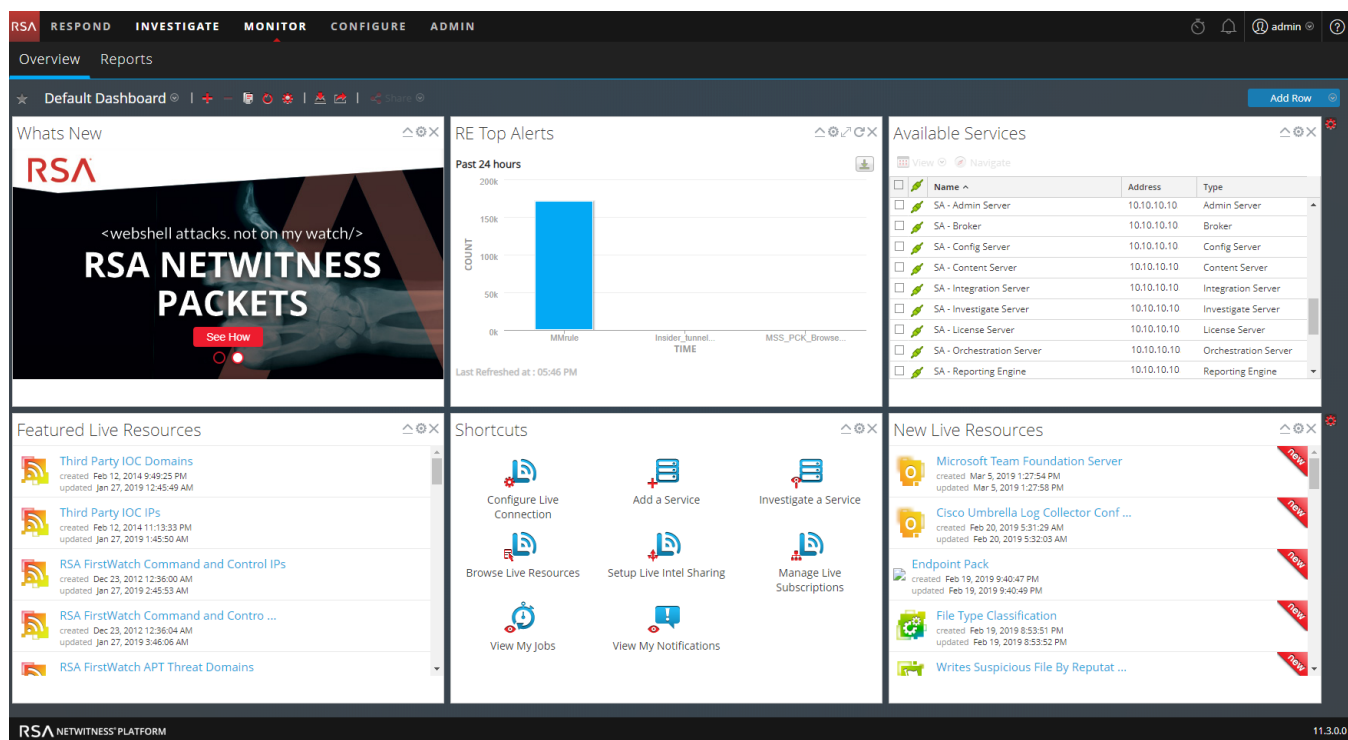 RSA RESPOND INVESTIGATE MONITOR CONFIGURE ADMIN admin
Overview Reports
Default Dashboard Share Add Row
Whats New
RSA
<webshell attacks. not on my watch/>
RSA NETWITNESS
PACKETS
See How
RE Top Alerts
Past 24 hours
200k
150k
100k
50k
0k
COUNT
MMrule Insider_tunnel... MSS_PCK_Browse...
TIME
Last Refreshed at : 05:46 PM
Available Services
View Navigate
Name Address Type
SA - Admin Server 10.10.10.10 Admin Server
SA - Broker 10.10.10.10 Broker
SA - Config Server 10.10.10.10 Config Server
SA - Content Server 10.10.10.10 Content Server
SA - Integration Server 10.10.10.10 Integration Server
SA - Investigate Server 10.10.10.10 Investigate Server
SA - License Server 10.10.10.10 License Server
SA - Orchestration Server 10.10.10.10 Orchestration Server
SA - Reporting Engine 10.10.10.10 Reporting Engine
Featured Live Resources
Third Party IOC Domains
created Feb 12, 2014 9:49:25 PM
updated Jan 27, 2019 12:45:49 AM
Third Party IOC IPs
created Feb 12, 2014 11:13:33 PM
updated Jan 27, 2019 1:45:50 AM
RSA FirstWatch Command and Control IPs
created Dec 23, 2012 12:36:00 AM
updated Jan 27, 2019 2:45:53 AM
RSA FirstWatch Command and Contro ...
created Dec 23, 2012 12:36:04 AM
updated Jan 27, 2019 3:46:06 AM
RSA FirstWatch APT Threat Domains
Shortcuts
Configure Live
Connection
Add a Service
Investigate a Service
Browse Live Resources
Setup Live Intel Sharing
Manage Live
Subscriptions
View My Jobs
View My Notifications
New Live Resources
Microsoft Team Foundation Server
created Mar 5, 2019 1:27:54 PM
updated Mar 5, 2019 1:27:58 PM
new
Cisco Umbrella Log Collector Conf ...
created Feb 20, 2019 5:31:29 AM
updated Feb 20, 2019 5:32:03 AM
new
Endpoint Pack
created Feb 19, 2019 9:40:47 PM
updated Feb 19, 2019 9:40:49 PM
new
File Type Classification
created Feb 19, 2019 8:53:51 PM
updated Feb 19, 2019 8:53:52 PM
new
Writes Suspicious File By Reputat ...
new
RSA NETWITNESS® PLATFORM 11.3.0.0